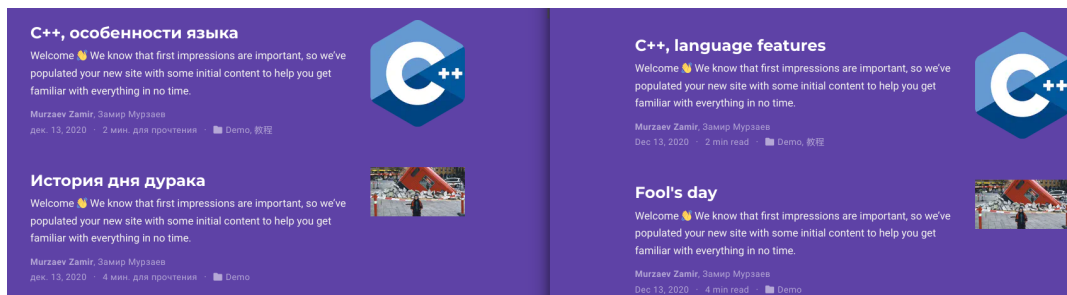 C++, особенности языка
Welcome 👋 We know that first impressions are important, so we've
populated your new site with some initial content to help you get
familiar with everything in no time.
Murzaev Zamir, Замир Мурзаев
дек. 13, 2020 · 2 мин. для прочтения · Demo, 教程
C++
История дня дурака
Welcome 👋 We know that first impressions are important, so we've
populated your new site with some initial content to help you get
familiar with everything in no time.
Murzaev Zamir, Замир Мурзаев
дек. 13, 2020 · 4 мин. для прочтения · Demo
C++, language features
Welcome 👋 We know that first impressions are important, so we've
populated your new site with some initial content to help you get
familiar with everything in no time.
Murzaev Zamir, Замир Мурзаев
Dec 13, 2020 · 2 min read · Demo, 教程
C++
Fool's day
Welcome 👋 We know that first impressions are important, so we've
populated your new site with some initial content to help you get
familiar with everything in no time.
Murzaev Zamir, Замир Мурзаев
Dec 13, 2020 · 4 min read · Demo